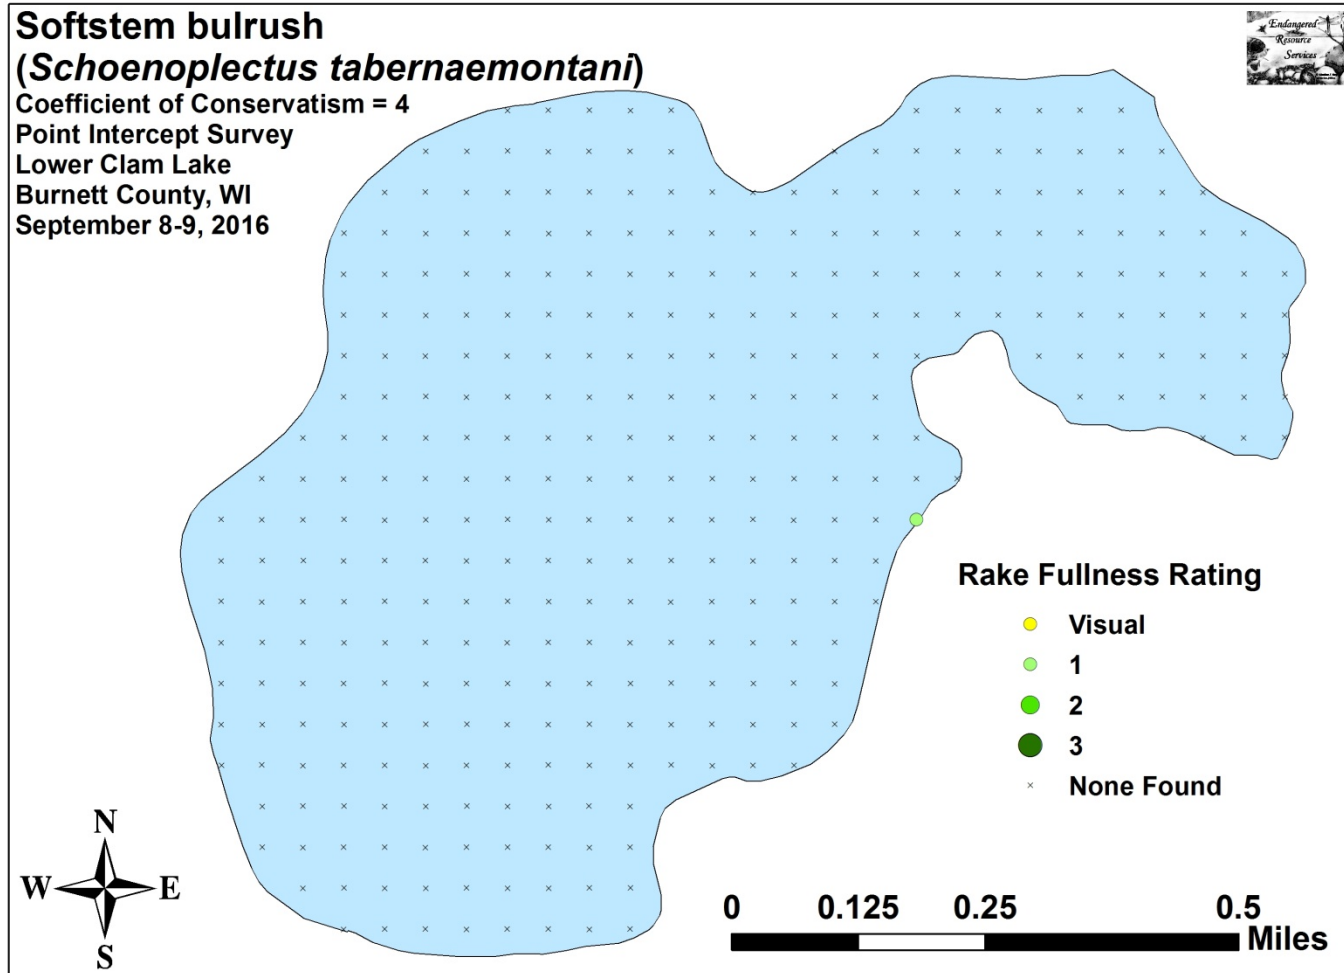 Softstem bulrush
(Schoenoplectus tabernaemontani)
Coefficient of Conservatism = 4
Point Intercept Survey
Lower Clam Lake
Burnett County, WI
September 8-9, 2016
Endangered
Resource
Services
Rake Fullness Rating
Visual
1
2
3
None Found
N
W E
S
0 0.125 0.25 0.5
Miles